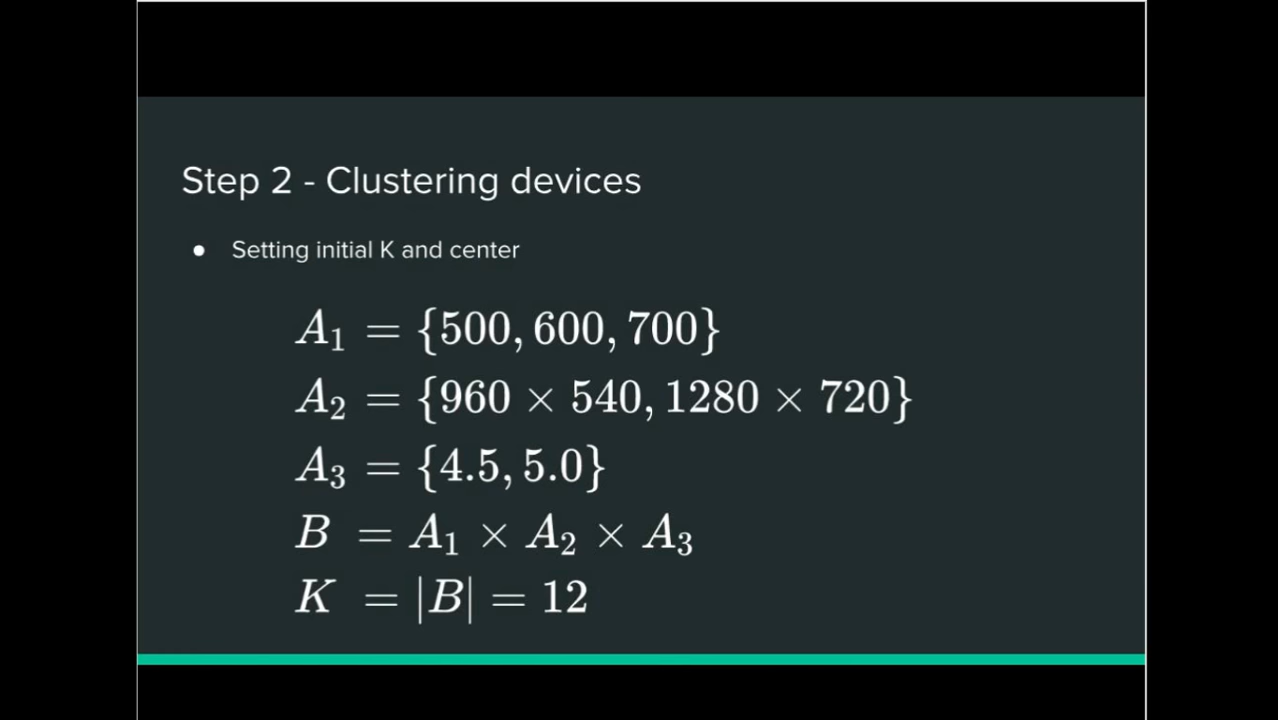 Step 2 - Clustering devices
● Setting initial K and center
A₁ = {500, 600, 700}
A₂ = {960 × 540, 1280 × 720}
A₃ = {4.5, 5.0}
B = A₁ × A₂ × A₃
K = |B| = 12